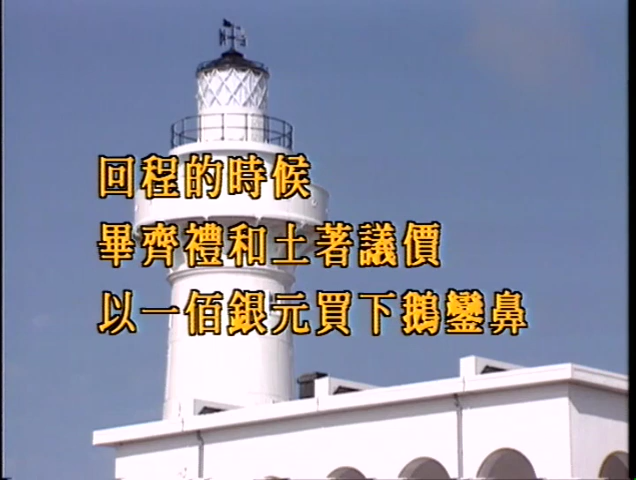 回程的時候
畢齊禮和土著議價
以一佰銀元買下鵝鑾鼻